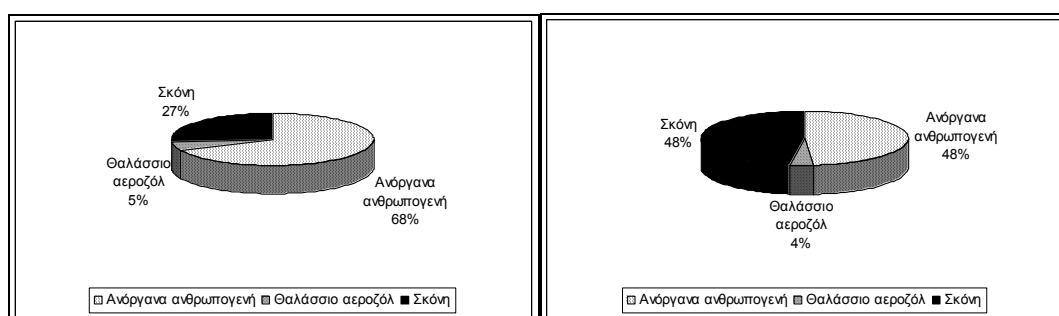 Σκόνη
27%
Θαλάσσιο
αεροζόλ
5%
Ανόργανα
ανθρωπογενή
68%
Ανόργανα ανθρωπογενή Θαλάσσιο αεροζόλ Σκόνη
Σκόνη
48%
Ανόργανα
ανθρωπογενή
48%
Θαλάσσιο
αεροζόλ
4%
Ανόργανα ανθρωπογενή Θαλάσσιο αεροζόλ Σκόνη